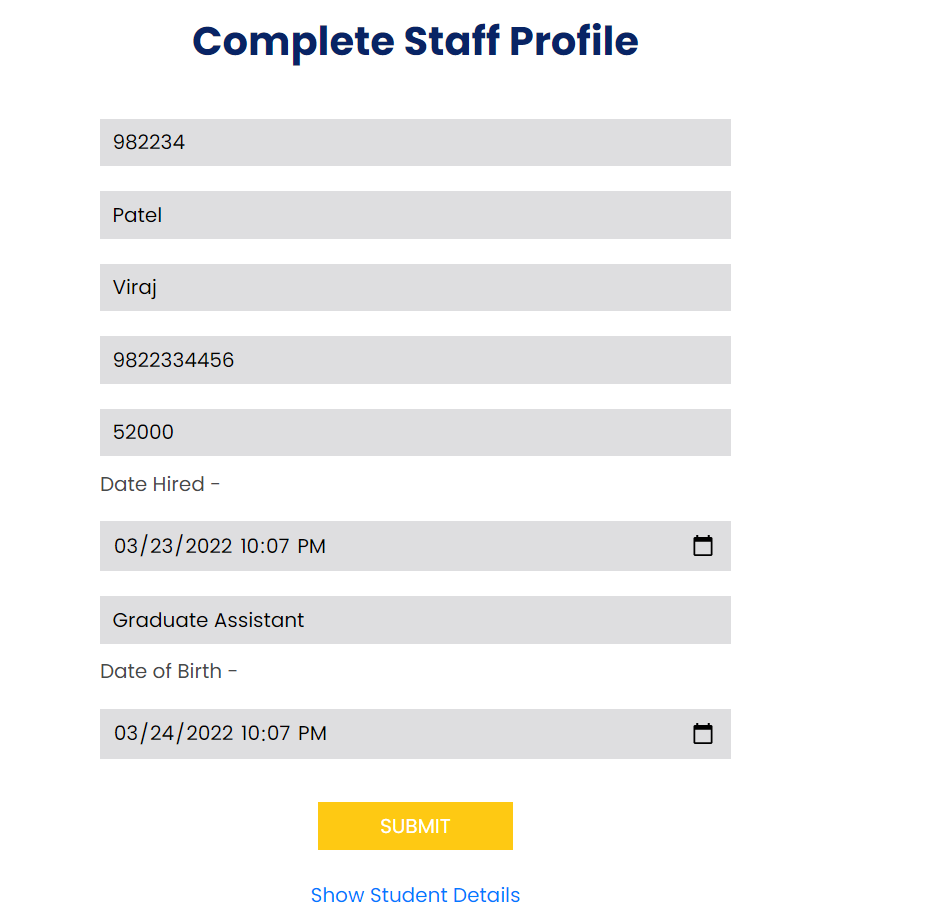 Complete Staff Profile
982234
Patel
Viraj
9822334456
52000
Date Hired -
03/23/2022 10:07 PM
Graduate Assistant
Date of Birth -
03/24/2022 10:07 PM
SUBMIT
Show Student Details